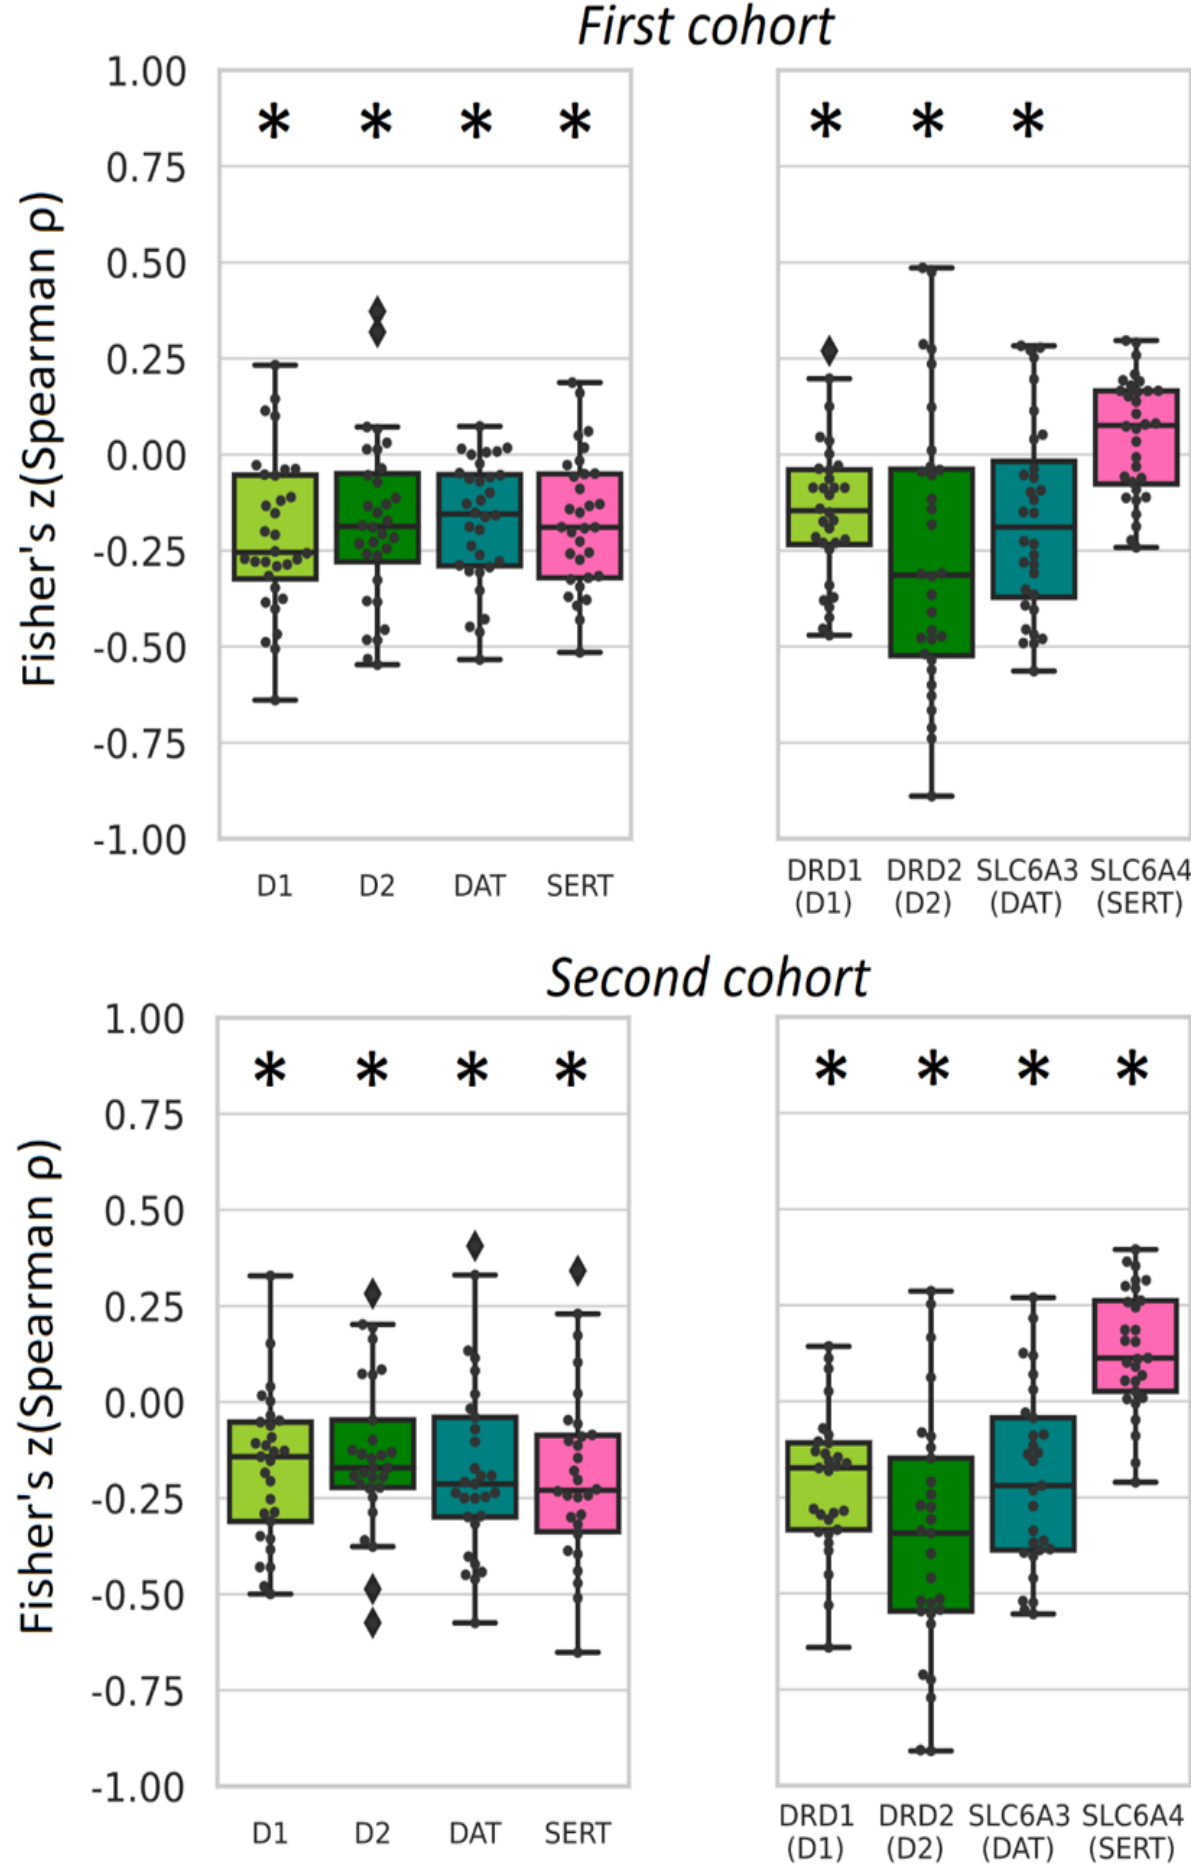 First cohort
Fisher's z(Spearman ρ)
1.00
0.75
0.50
0.25
0.00
-0.25
-0.50
-0.75
-1.00
* * * *
* * *
D1 D2 DAT SERT
DRD1 DRD2 SLC6A3 SLC6A4
(D1) (D2) (DAT) (SERT)
Second cohort
Fisher's z(Spearman ρ)
1.00
0.75
0.50
0.25
0.00
-0.25
-0.50
-0.75
-1.00
* * * *
* * * *
D1 D2 DAT SERT
DRD1 DRD2 SLC6A3 SLC6A4
(D1) (D2) (DAT) (SERT)